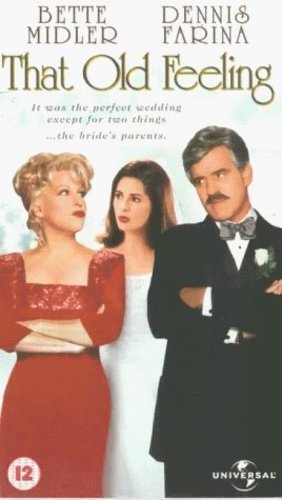 BETTE DENNIS
MIDLER FARINA
That Old Feeling
It was the perfect wedding
except for two things
...the bride's parents.
12
UNIVERSAL